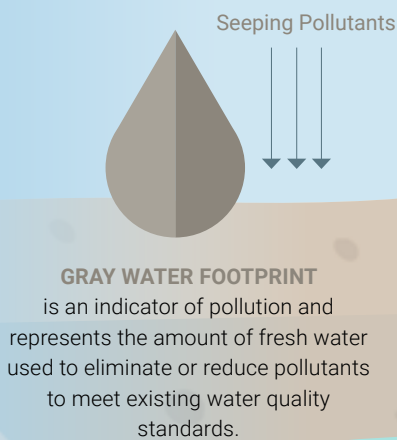 Seeping Pollutants
GRAY WATER FOOTPRINT
is an indicator of pollution and
represents the amount of fresh water
used to eliminate or reduce pollutants
to meet existing water quality
standards.